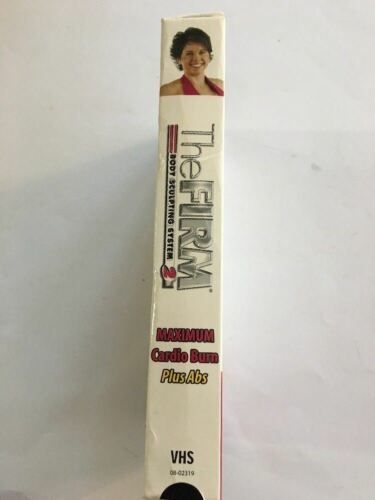 The FIRM®
BODY SCULPTING SYSTEM 2
MAXIMUM
Cardio Burn
Plus Abs
VHS
08-02319